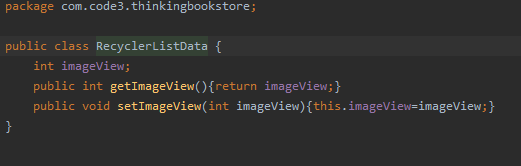 package com.code3.thinkingbookstore;
public class RecyclerListData {
int imageView;
public int getImageView(){return imageView;}
public void setImageView(int imageView){this.imageView=imageView;}
}